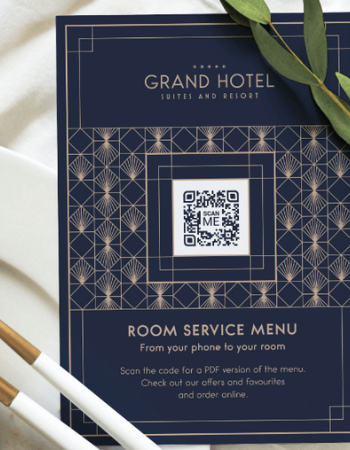 GRAND HOTEL
SUITES AND RESORT
SCAN
ME
ROOM SERVICE MENU
From your phone to your room
Scan the code for a PDF version of the menu.
Check out our offers and favourites
and order online.